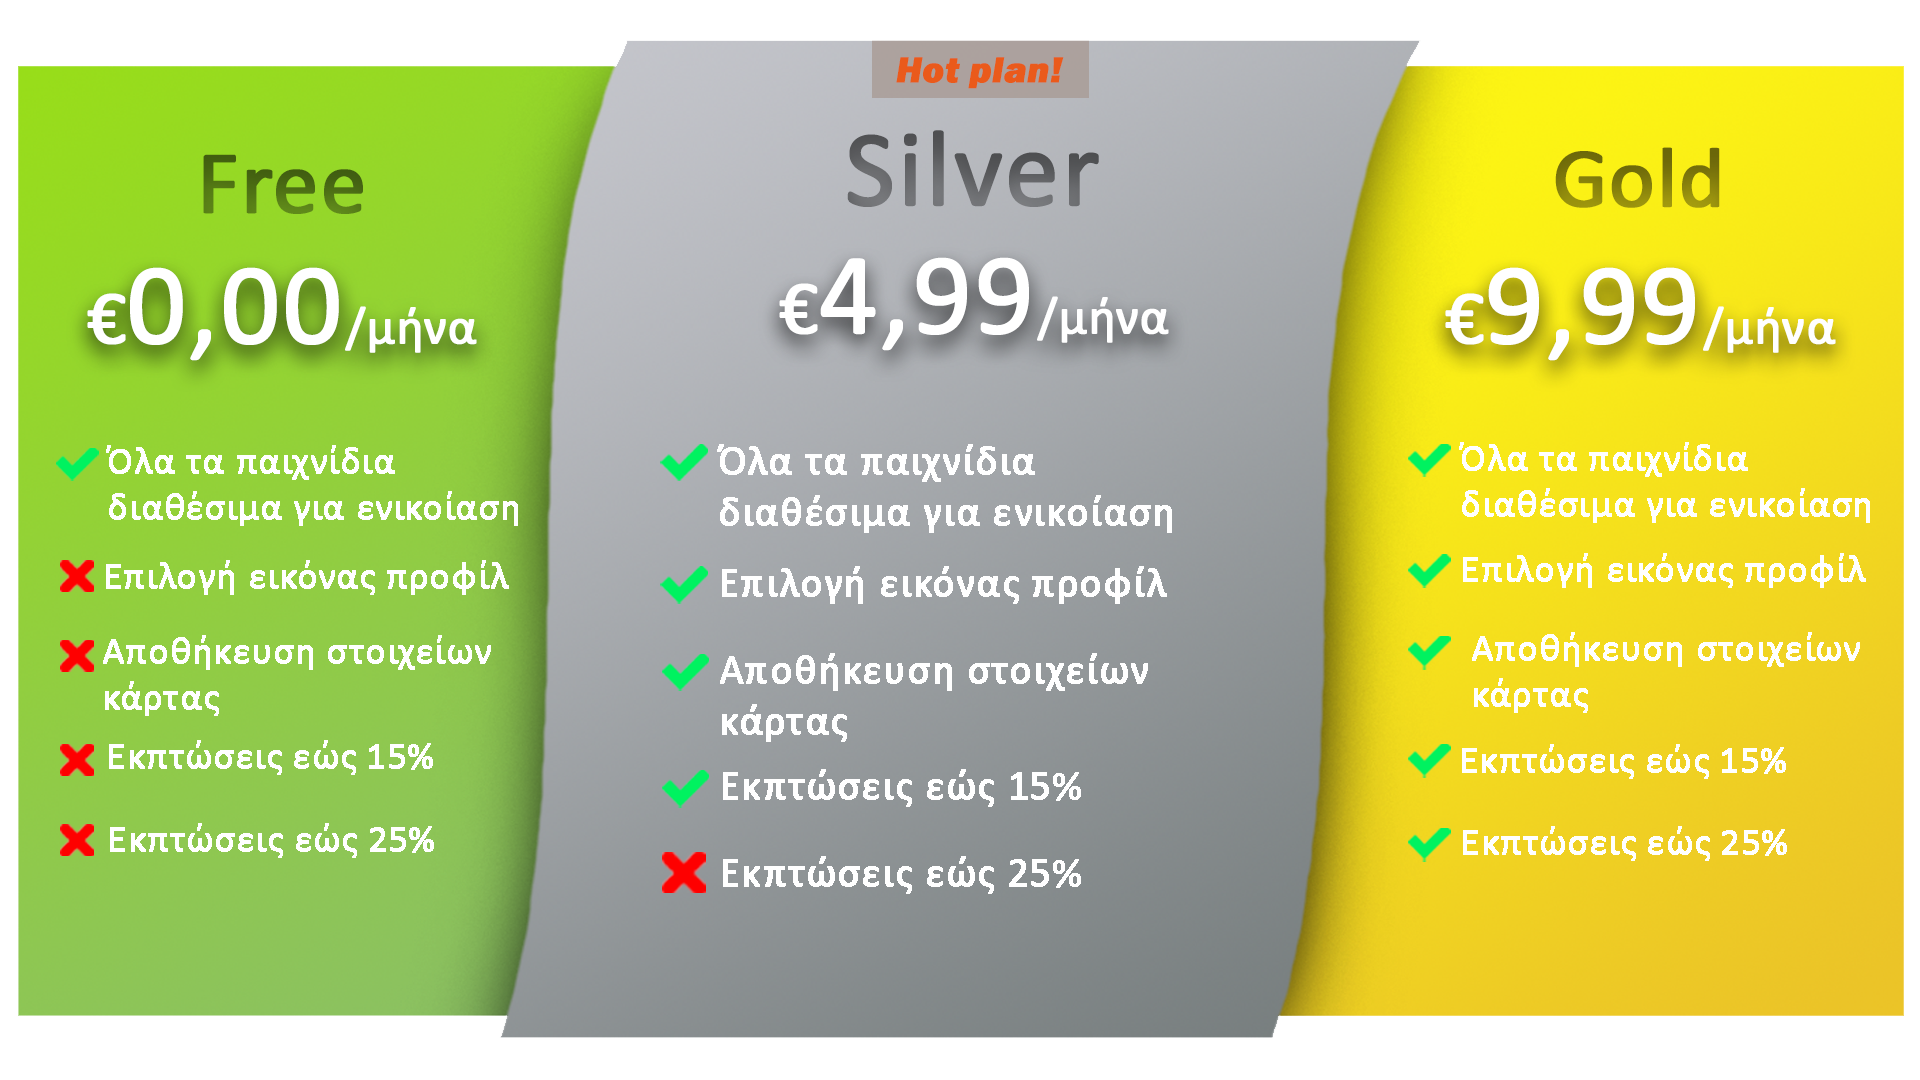 Free
€0,00/μήνα
Όλα τα παιχνίδια
διαθέσιμα για ενικοίαση
Επιλογή εικόνας προφίλ
Αποθήκευση στοιχείων
κάρτας
Εκπτώσεις εώς 15%
Εκπτώσεις εώς 25%
Hot plan!
Silver
€4,99/μήνα
Όλα τα παιχνίδια
διαθέσιμα για ενικοίαση
Επιλογή εικόνας προφίλ
Αποθήκευση στοιχείων
κάρτας
Εκπτώσεις εώς 15%
Εκπτώσεις εώς 25%
Gold
€9,99/μήνα
Όλα τα παιχνίδια
διαθέσιμα για ενικοίαση
Επιλογή εικόνας προφίλ
Αποθήκευση στοιχείων
κάρτας
Εκπτώσεις εώς 15%
Εκπτώσεις εώς 25%